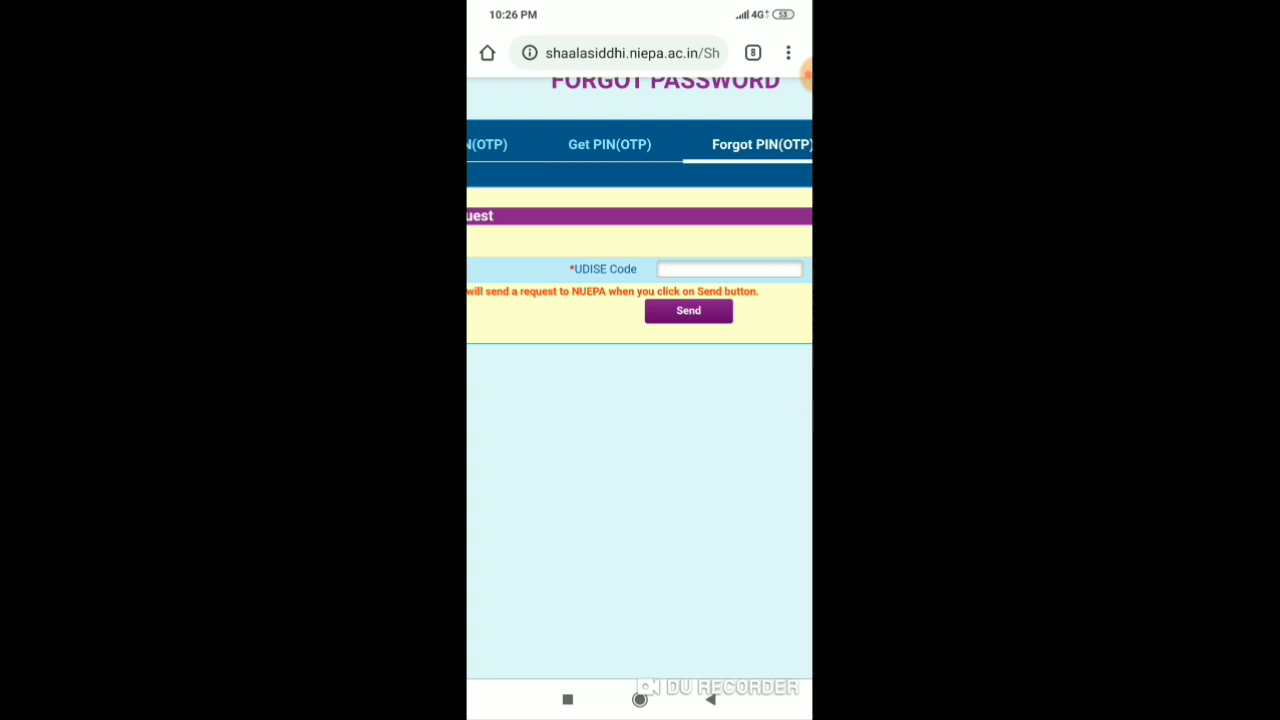 10:26 PM 4G 53
shaalasiddhi.niepa.ac.in/Sh 8
FORGOT PASSWORD
N(OTP) Get PIN(OTP) Forgot PIN(OTP)
uest
*UDISE Code
will send a request to NUEPA when you click on Send button.
Send
DU RECORDER